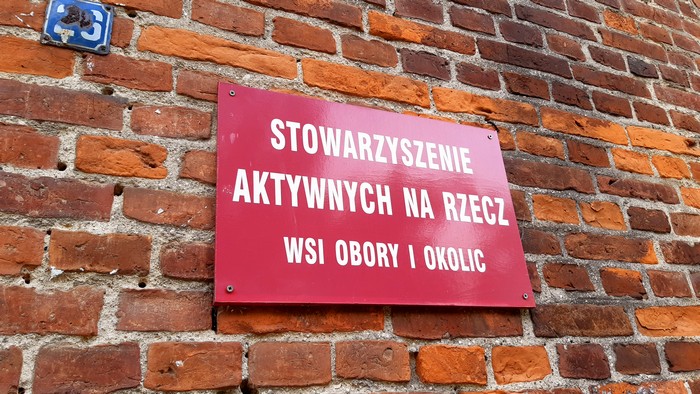 STOWARZYSZENIE
AKTYWNYCH NA RZECZ
WSI OBORY I OKOLIC